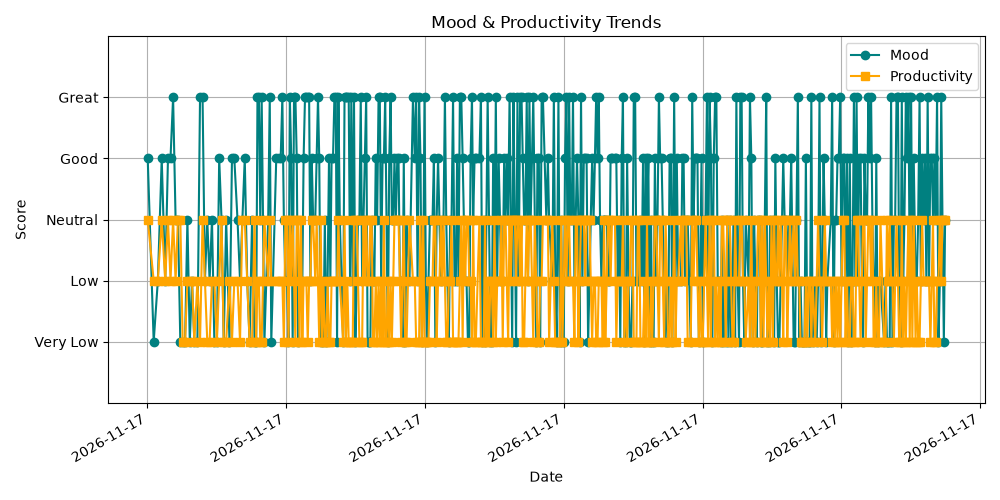 Mood & Productivity Trends
Mood
Productivity
Great
Good
Neutral
Low
Very Low
Score
2026-11-17
2026-11-17
2026-11-17
2026-11-17
2026-11-17
2026-11-17
2026-11-17
Date